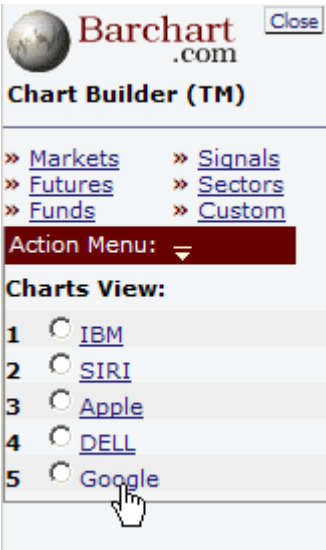 Barchart Close
.com
Chart Builder (TM)
» Markets » Signals
» Futures » Sectors
» Funds » Custom
Action Menu:
Charts View:
1 IBM
2 SIRI
3 Apple
4 DELL
5 Google